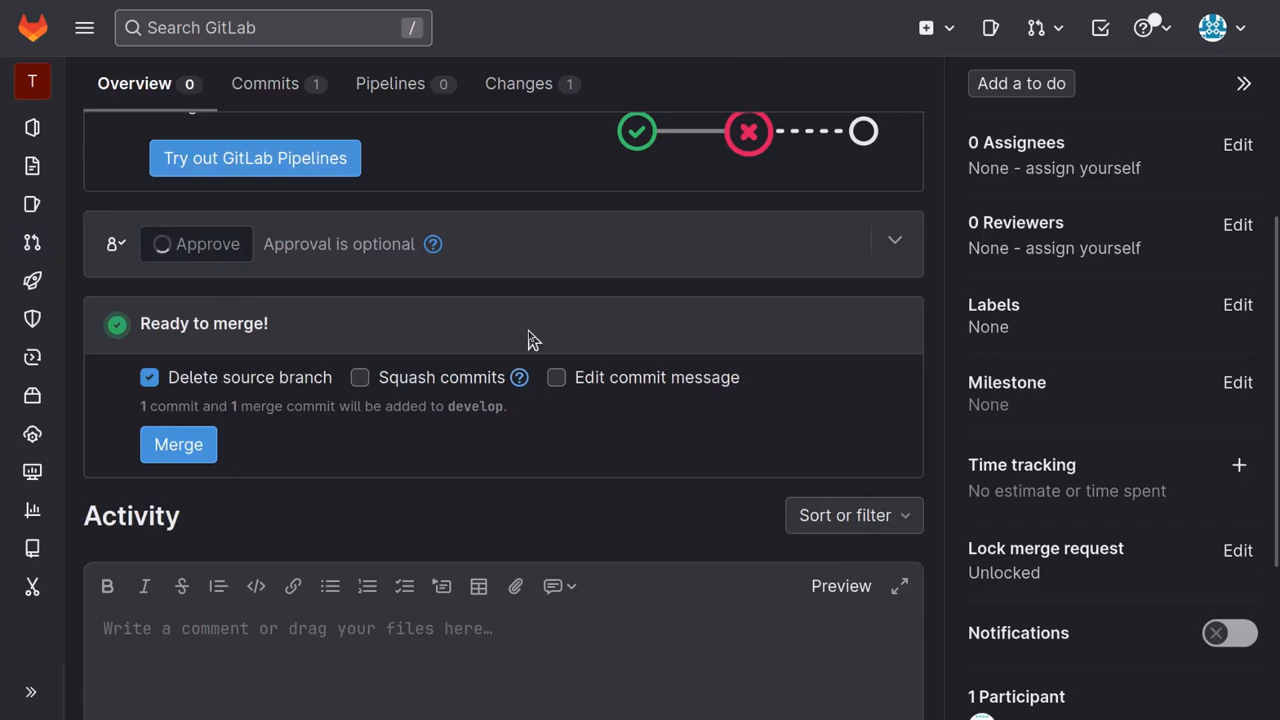 Search GitLab /
T
Overview 0 Commits 1 Pipelines 0 Changes 1
Add a to do
Try out GitLab Pipelines
0 Assignees Edit
None - assign yourself
Approve Approval is optional
0 Reviewers Edit
None - assign yourself
Ready to merge!
Labels Edit
None
Delete source branch Squash commits Edit commit message
1 commit and 1 merge commit will be added to develop.
Milestone Edit
None
Merge
Time tracking
No estimate or time spent
Activity Sort or filter
Lock merge request Edit
Unlocked
Preview
Write a comment or drag your files here…
Notifications
1 Participant